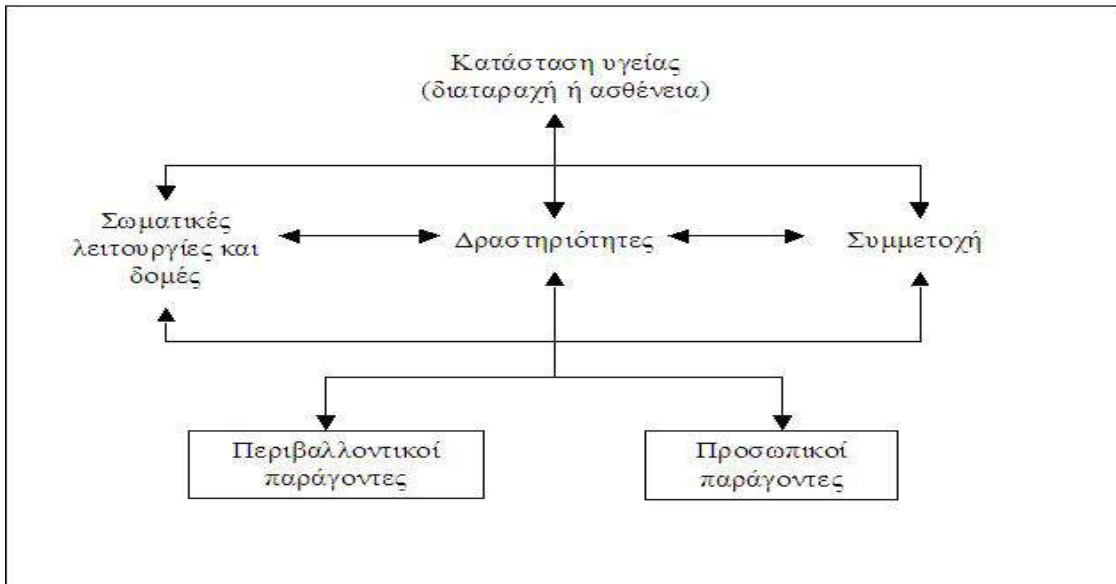 Κατάσταση υγείας
(διαταραχή ή ασθένεια)
Σωματικές
λειτουργίες και
δομές
Δραστηριότητες
Συμμετοχή
Περιβαλλοντικοί
παράγοντες
Προσωπικοί
παράγοντες